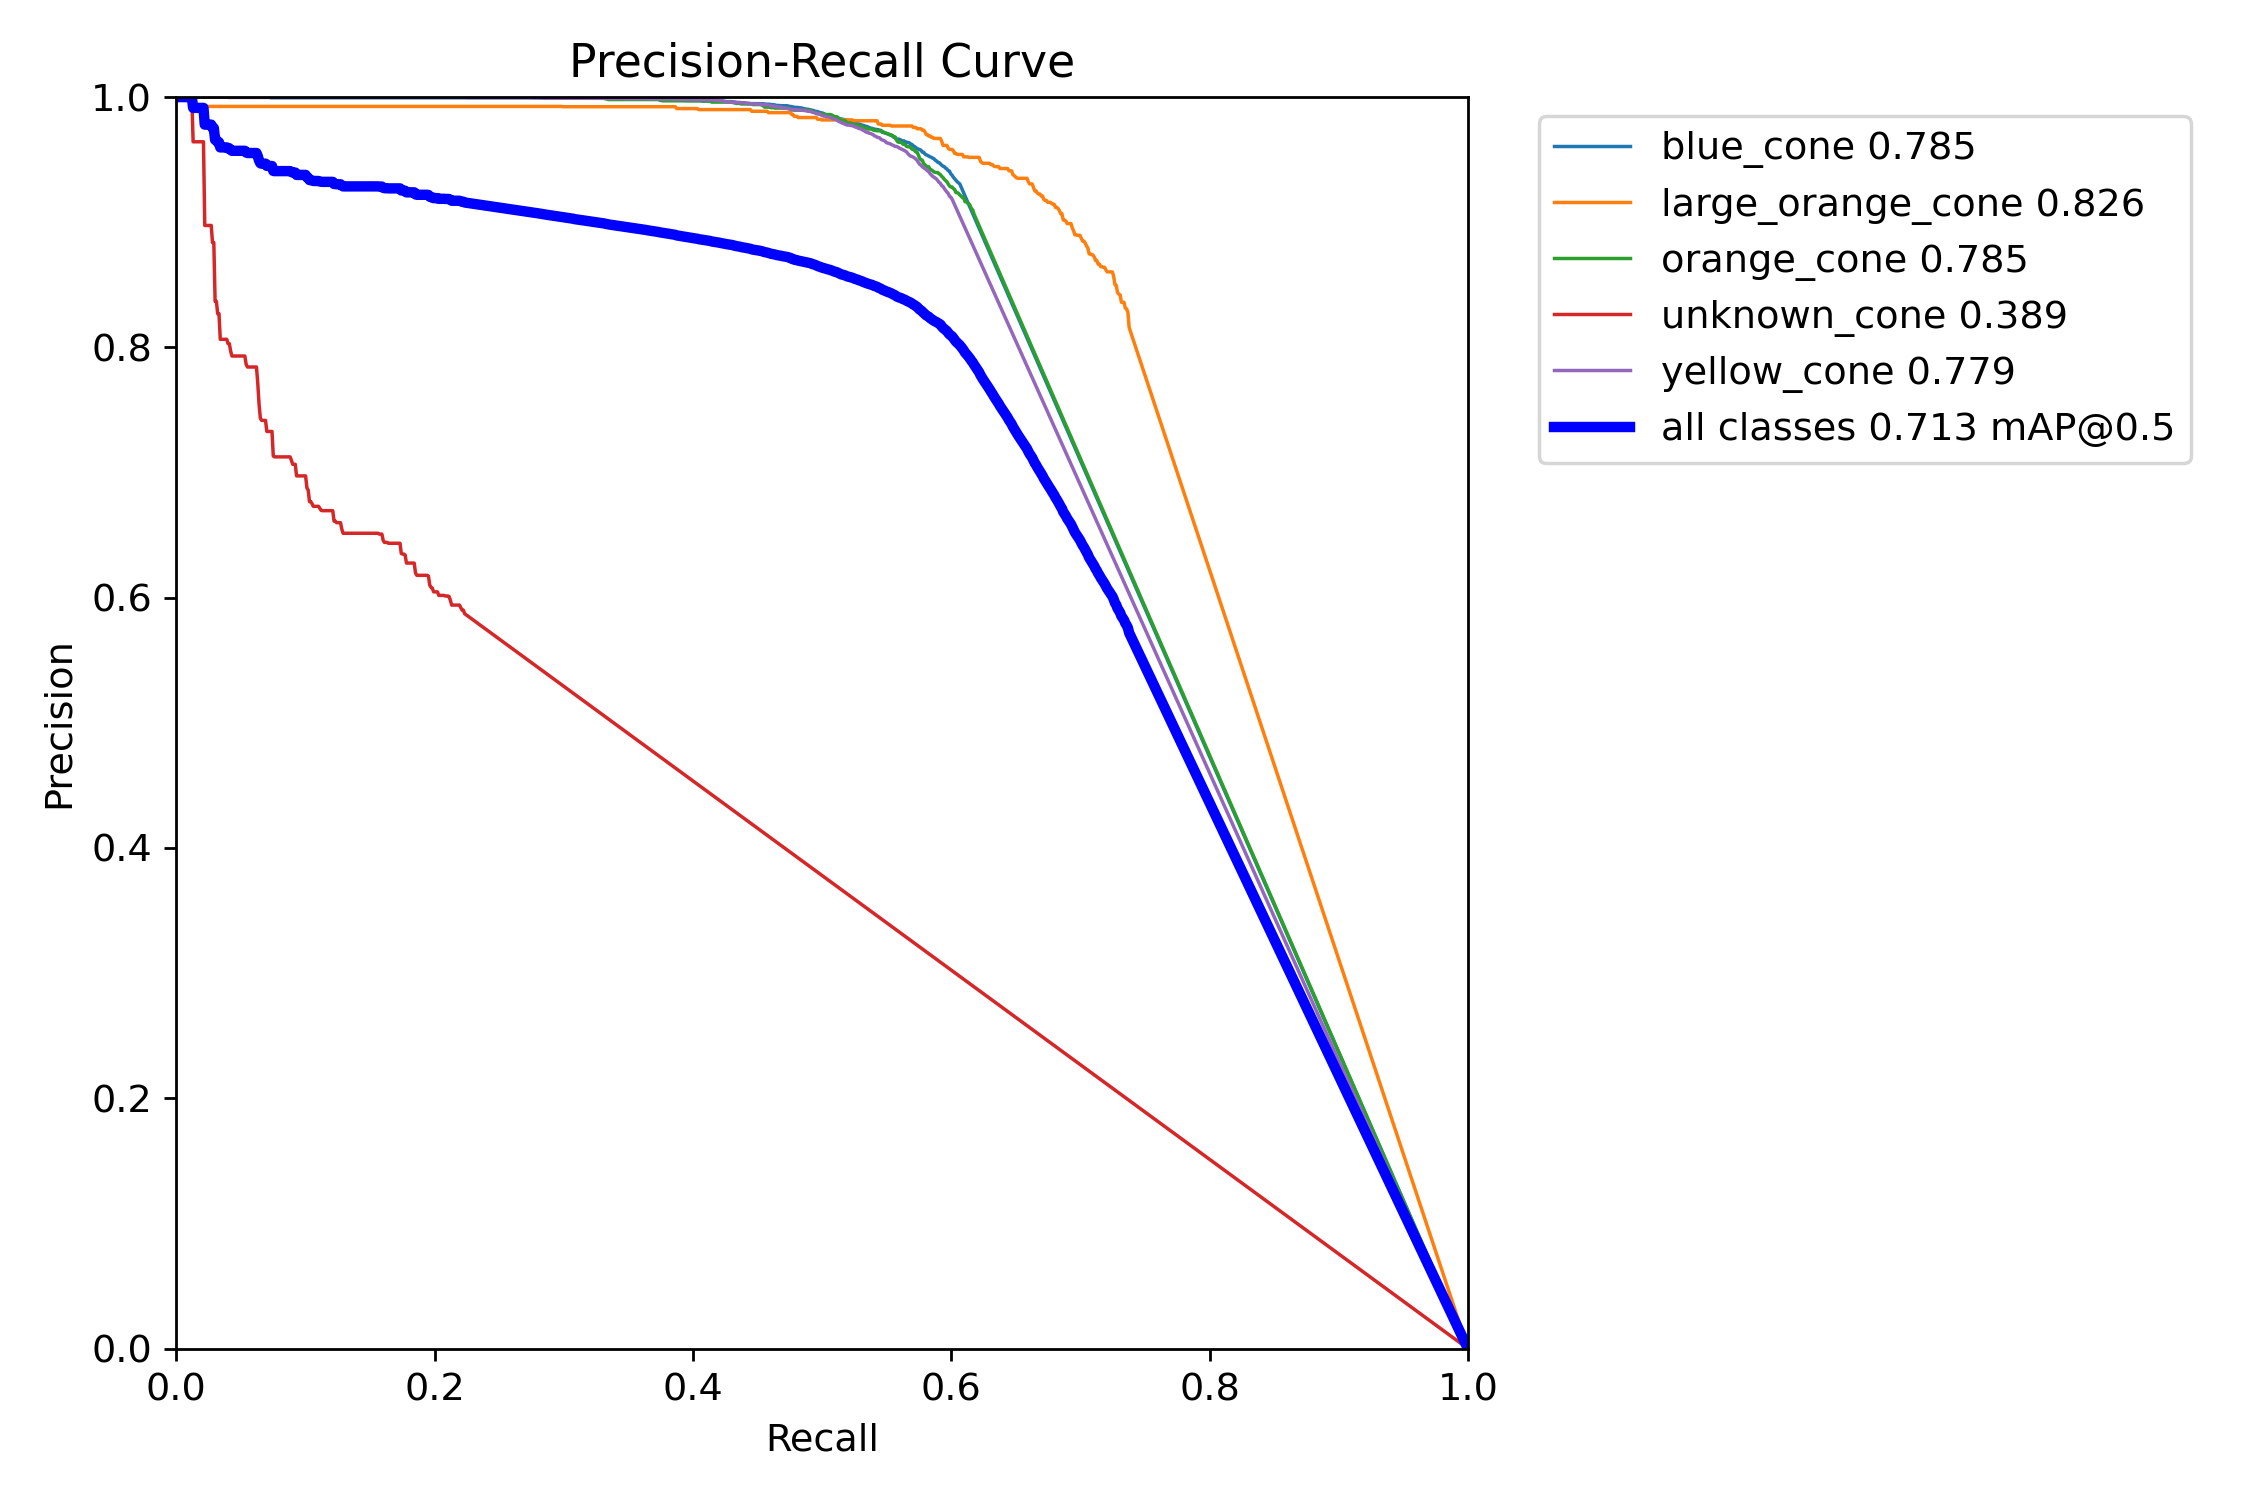 Precision-Recall Curve
1.0
0.8
0.6
0.4
0.2
0.0
Precision
0.0 0.2 0.4 0.6 0.8 1.0
Recall
blue_cone 0.785
large_orange_cone 0.826
orange_cone 0.785
unknown_cone 0.389
yellow_cone 0.779
all classes 0.713 mAP@0.5